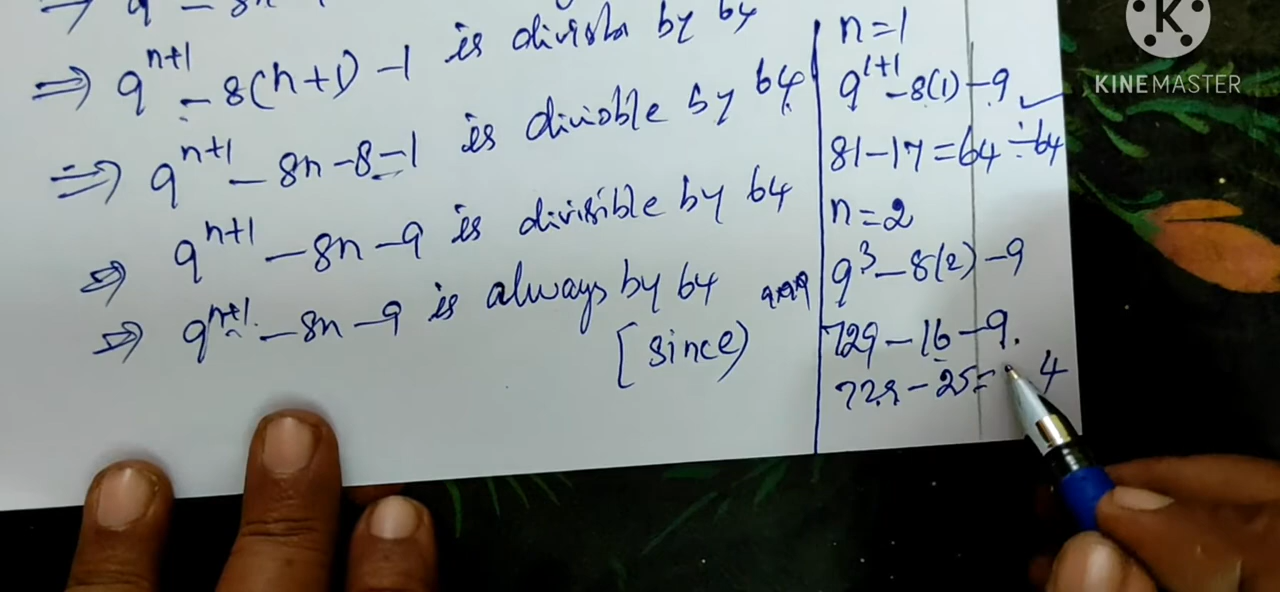 ⇒ 9 - 8n - 1
⇒ 9^{n+1} - 8(n+1) - 1 is by 64
⇒ 9^{n+1} - 8n - 8 - 1 is divisible by 64
⇒ 9^{n+1} - 8n - 9 is divisible by 64
⇒ 9^{n+1} - 8n - 9 is always by 64
[since)
n=1
9^{1+1} - 8(1) - 9 ✓
81 - 17 = 64 ÷ 64
n=2
9^3 - 8(2) - 9
729 - 16 - 9.
729 - 25 = 4
K
KINEMASTER